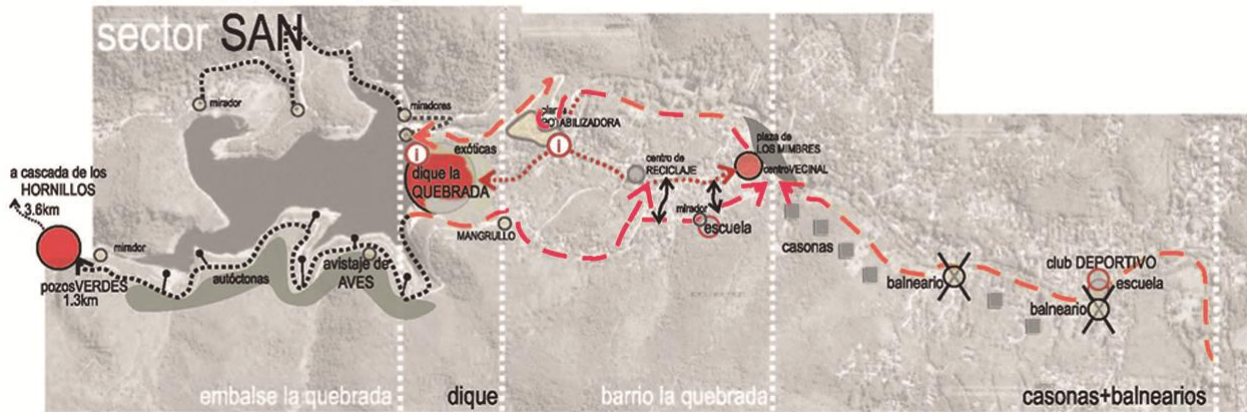 sector SAN
mirador
miradores
exóticas
planta
POTABILIZADORA
i
i
dique la
QUEBRADA
centro de
RECICLAJE
plaza de
LOS MIMBRES
centroVECINAL
a cascada de los
HORNILLOS
3.6km
mirador
pozosVERDES
1.3km
autóctonas
avistaje de
AVES
MANGRULLO
mirador
escuela
casonas
balneario
club DEPORTIVO
escuela
balneario
embalse la quebrada
dique
barrio la quebrada
casonas+balnearios